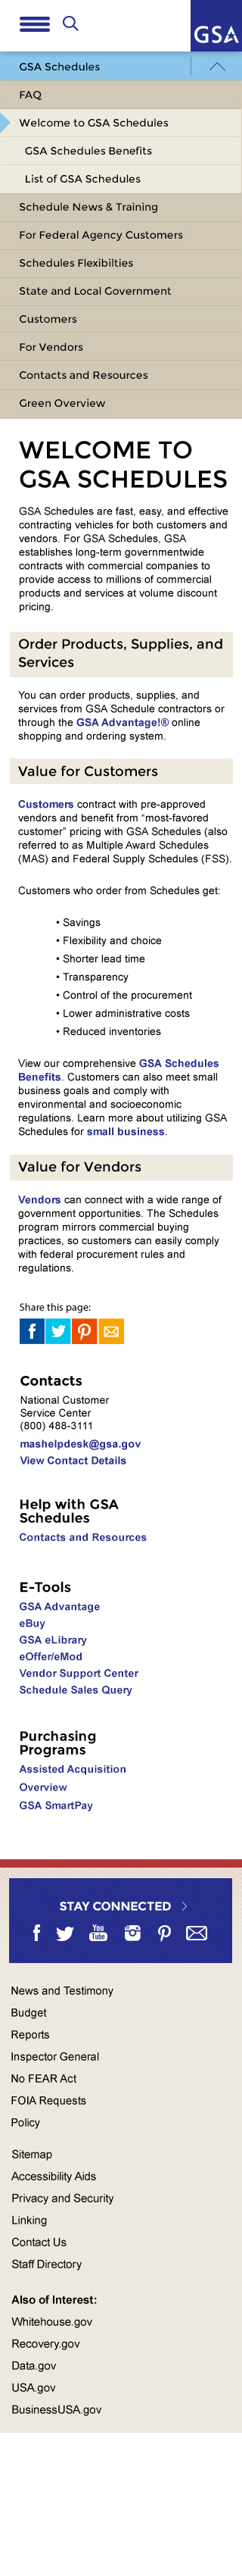 GSA
GSA Schedules
FAQ
Welcome to GSA Schedules
GSA Schedules Benefits
List of GSA Schedules
Schedule News & Training
For Federal Agency Customers
Schedules Flexibilties
State and Local Government
Customers
For Vendors
Contacts and Resources
Green Overview
WELCOME TO
GSA SCHEDULES
GSA Schedules are fast, easy, and effective
contracting vehicles for both customers and
vendors. For GSA Schedules, GSA
establishes long-term governmentwide
contracts with commercial companies to
provide access to millions of commercial
products and services at volume discount
pricing.
Order Products, Supplies, and
Services
You can order products, supplies, and
services from GSA Schedule contractors or
through the GSA Advantage!® online
shopping and ordering system.
Value for Customers
Customers contract with pre-approved
vendors and benefit from “most-favored
customer” pricing with GSA Schedules (also
referred to as Multiple Award Schedules
(MAS) and Federal Supply Schedules (FSS).
Customers who order from Schedules get:
• Savings
• Flexibility and choice
• Shorter lead time
• Transparency
• Control of the procurement
• Lower administrative costs
• Reduced inventories
View our comprehensive GSA Schedules
Benefits. Customers can also meet small
business goals and comply with
environmental and socioeconomic
regulations. Learn more about utilizing GSA
Schedules for small business.
Value for Vendors
Vendors can connect with a wide range of
government opportunities. The Schedules
program mirrors commercial buying
practices, so customers can easily comply
with federal procurement rules and
regulations.
Share this page:
Contacts
National Customer
Service Center
(800) 488-3111
mashelpdesk@gsa.gov
View Contact Details
Help with GSA
Schedules
Contacts and Resources
E-Tools
GSA Advantage
eBuy
GSA eLibrary
eOffer/eMod
Vendor Support Center
Schedule Sales Query
Purchasing
Programs
Assisted Acquisition
Overview
GSA SmartPay
STAY CONNECTED
You
Tube
News and Testimony
Budget
Reports
Inspector General
No FEAR Act
FOIA Requests
Policy
Sitemap
Accessibility Aids
Privacy and Security
Linking
Contact Us
Staff Directory
Also of Interest:
Whitehouse.gov
Recovery.gov
Data.gov
USA.gov
BusinessUSA.gov